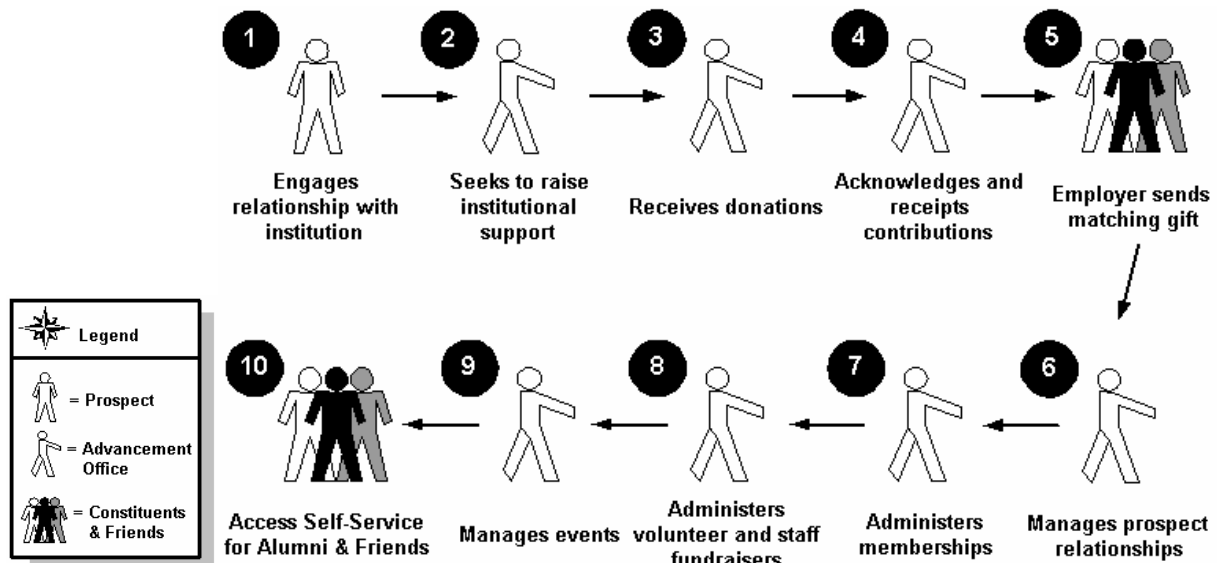 1
2
3
4
5
Engages
relationship with
institution
Seeks to raise
institutional
support
Receives donations
Acknowledges and
receipts
contributions
Employer sends
matching gift
Legend
= Prospect
= Advancement
Office
= Constituents
& Friends
10
9
8
7
6
Access Self-Service
for Alumni & Friends
Manages events
Administers
volunteer and staff
fundraisers
Administers
memberships
Manages prospect
relationships